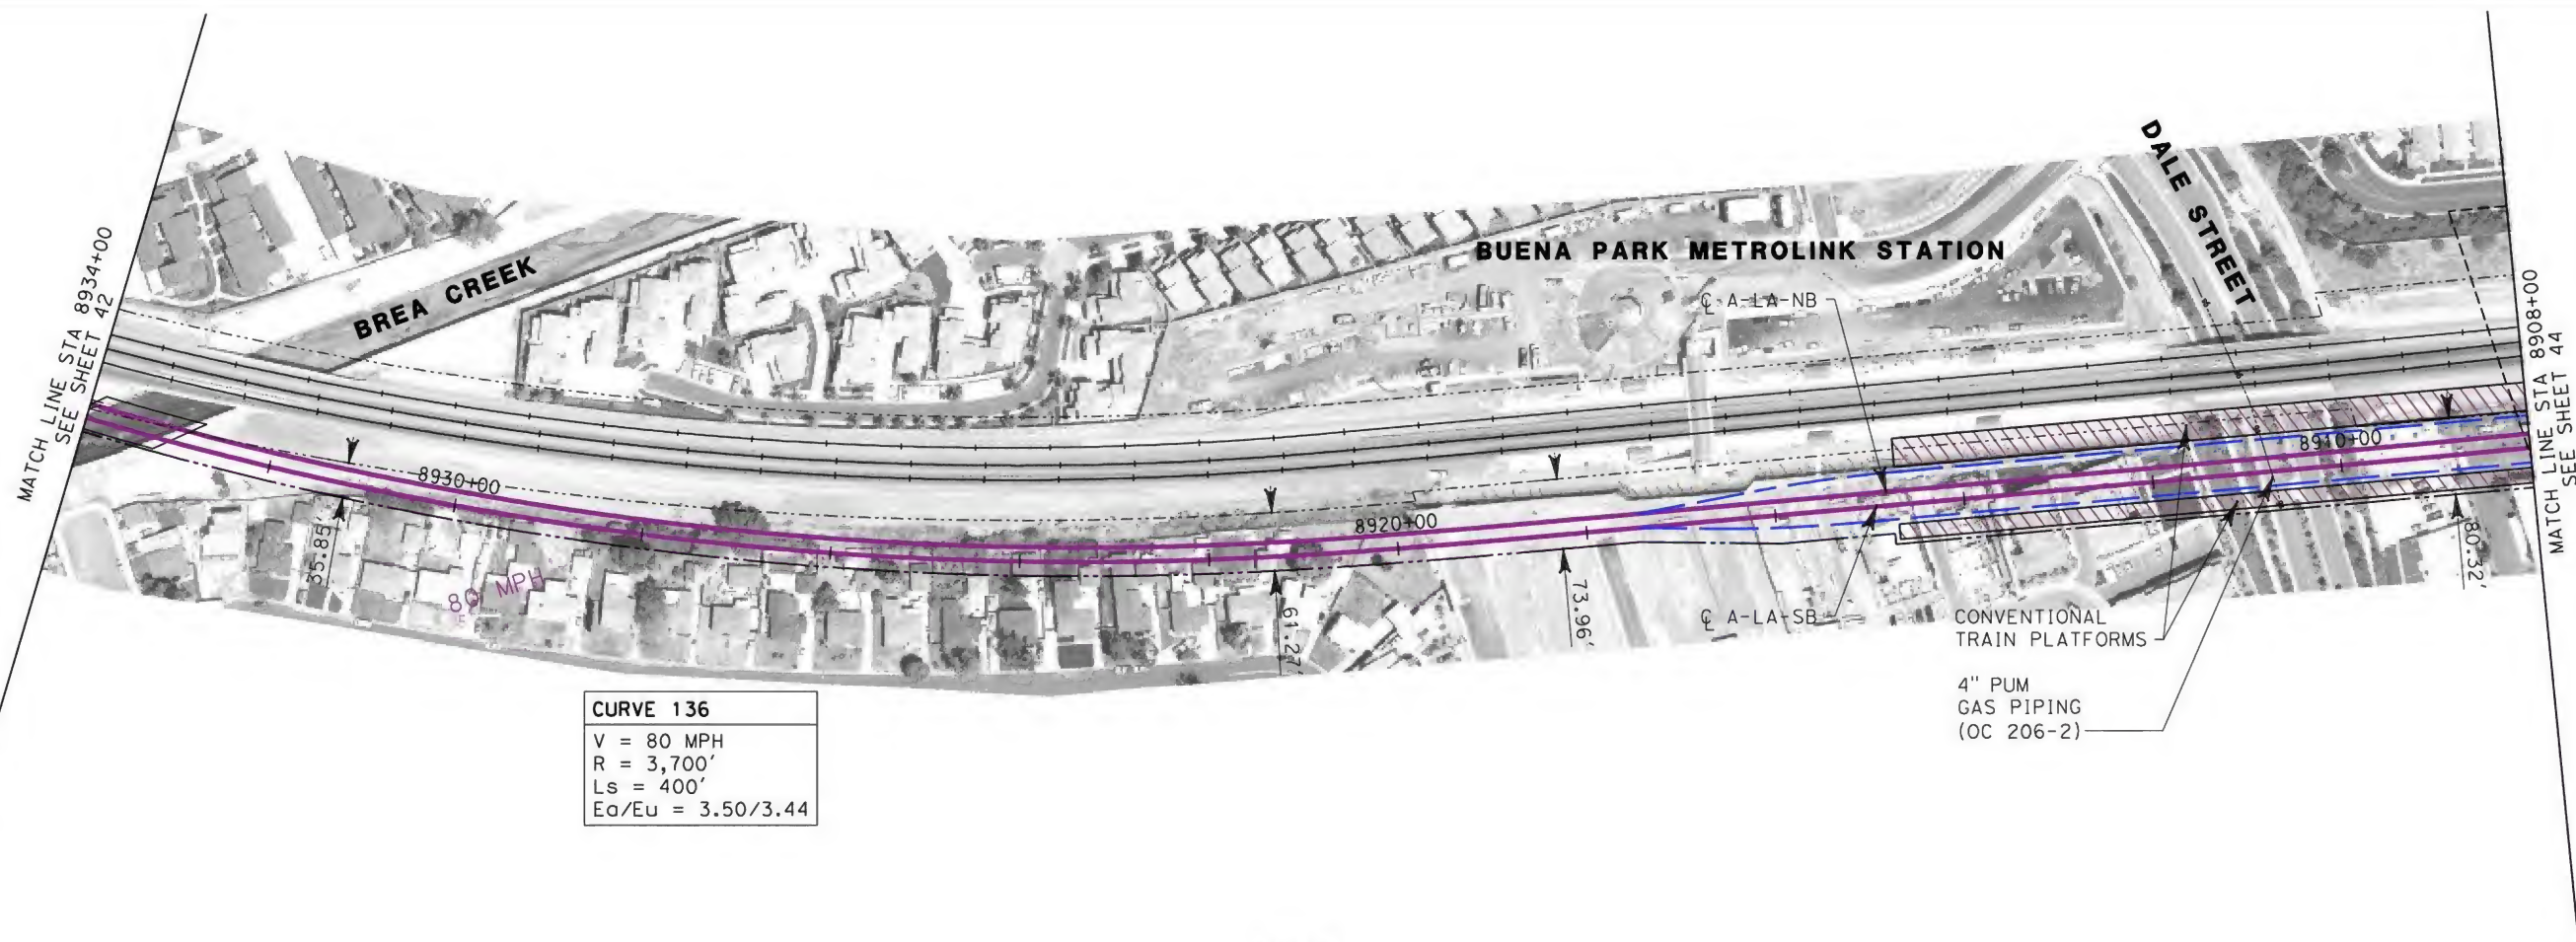 MATCH LINE STA 8934+00
SEE SHEET 42
BREA CREEK
BUENA PARK METROLINK STATION
DALE STREET
℄ A-LA-NB
MATCH LINE STA 8908+00
SEE SHEET 44
8930+00
8920+00
8910+00
35.85'
80 MPH
61.27'
73.96'
80.32'
℄ A-LA-SB
CONVENTIONAL
TRAIN PLATFORMS
4" PUM
GAS PIPING
(OC 206-2)
CURVE 136
V = 80 MPH
R = 3,700'
Ls = 400'
Ea/Eu = 3.50/3.44